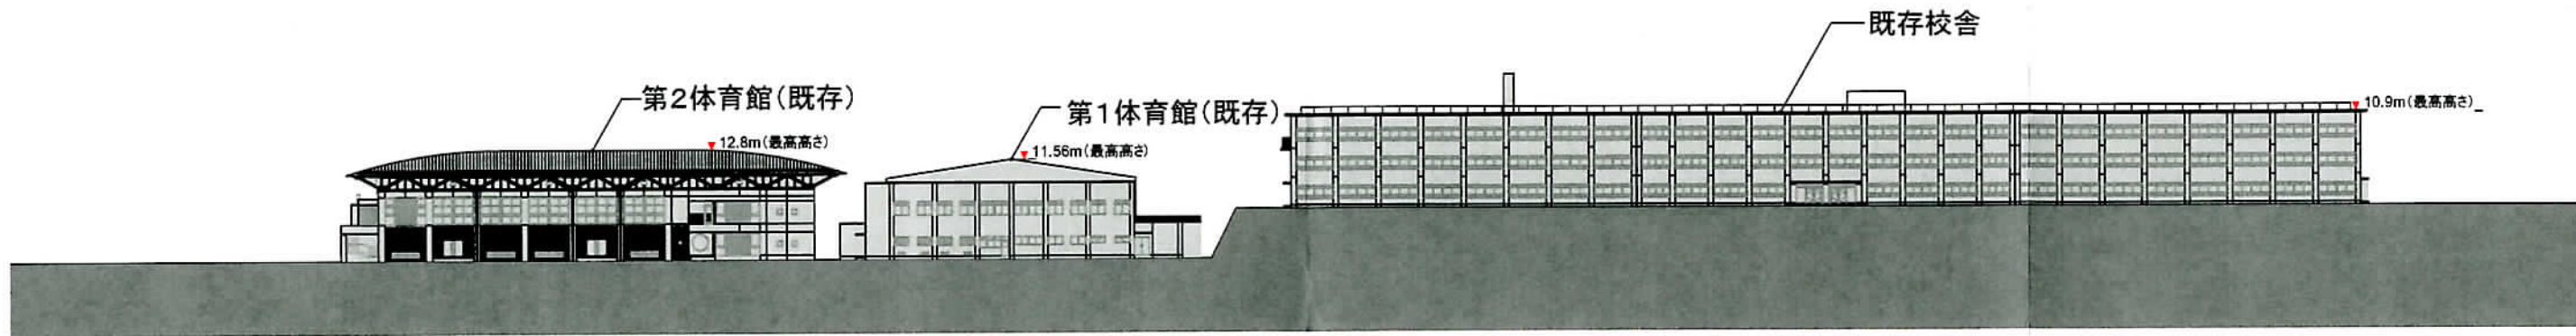 既存校舎
第2体育館(既存)
第1体育館(既存)
10.9m(最高高さ)
12.8m(最高高さ)
11.56m(最高高さ)